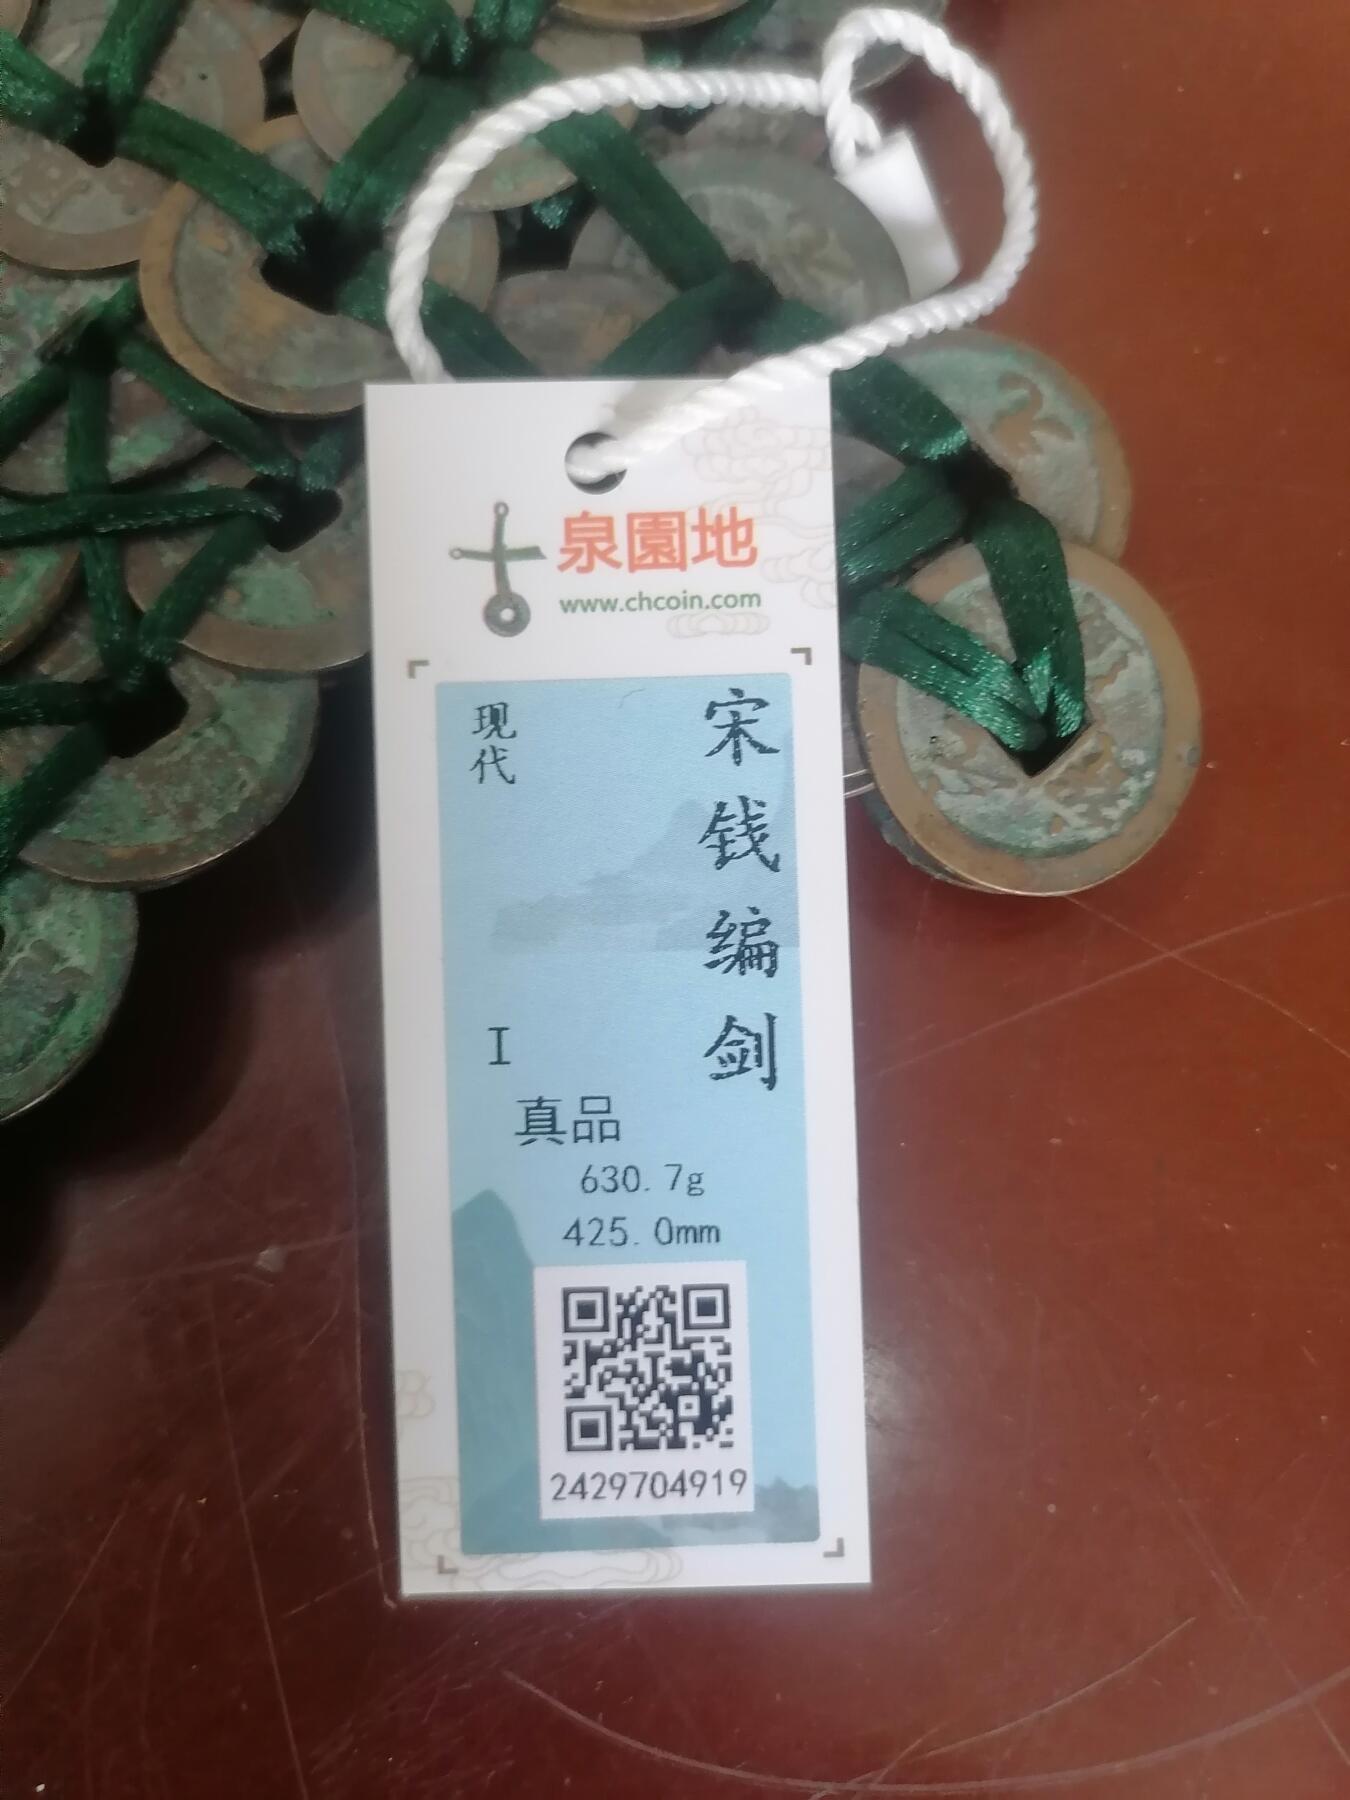 泉園地
www.chcoin.com
宋钱编剑
现代
I
真品
630.7g
425.0mm
2429704919